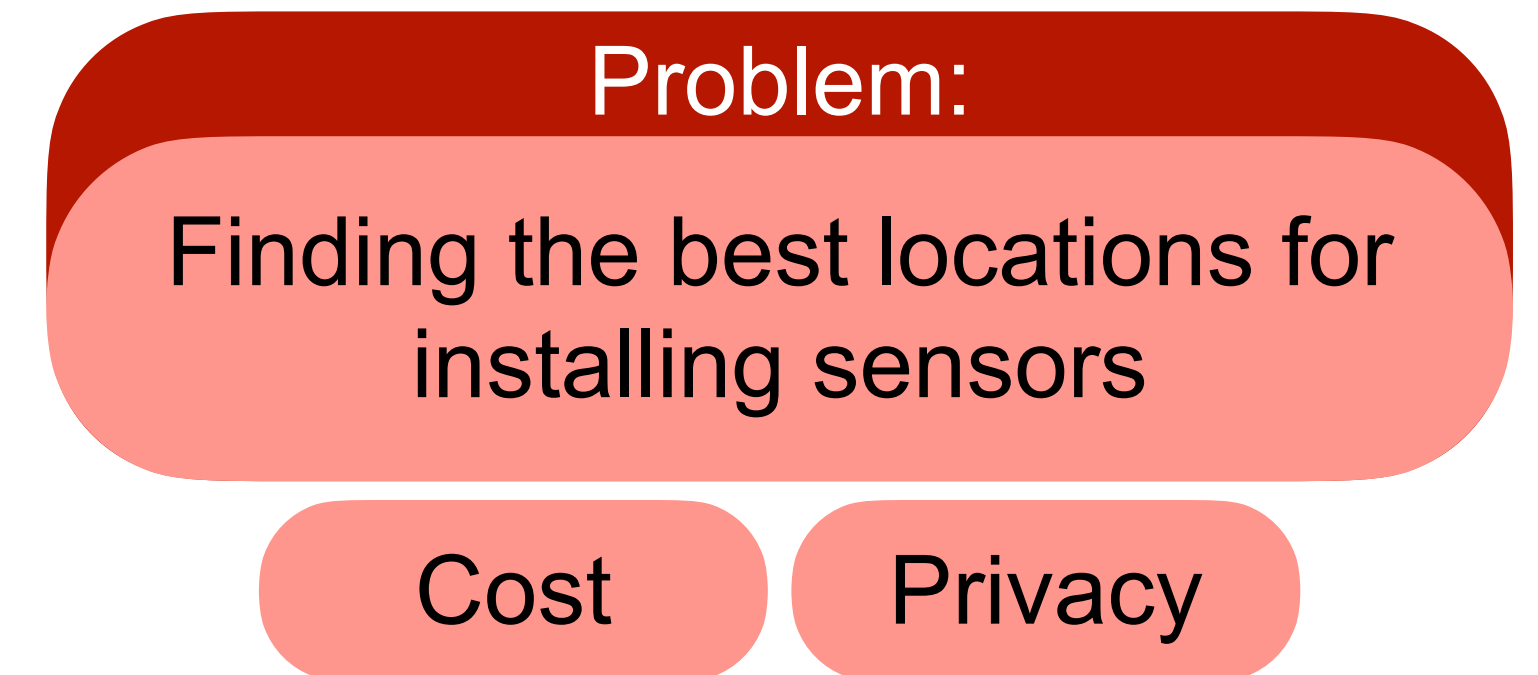 Problem:
Finding the best locations for
installing sensors
Cost
Privacy